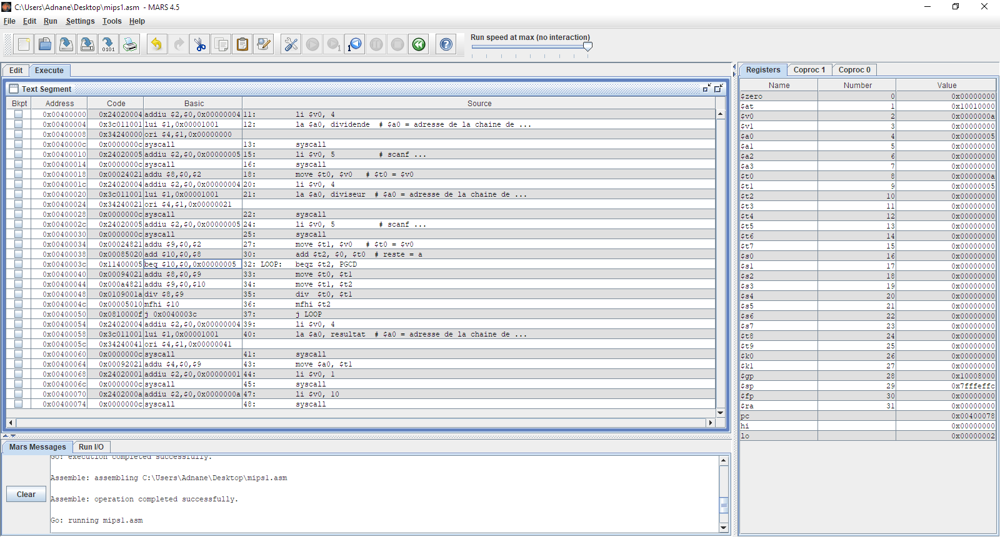 C:\Users\Adnane\Desktop\mips1.asm - MARS 4.5
File Edit Run Settings Tools Help
Run speed at max (no interaction)
Edit Execute
Text Segment
Bkpt Address Code Basic Source
0x00400000 0x24020004 addiu $2,$0,0x00000004 11: li $v0, 4
0x00400004 0x3c011001 lui $1,0x00001001 12: la $a0, dividende # $a0 = adresse de la chaine de ...
0x00400008 0x34240000 ori $4,$1,0x00000000
0x0040000c 0x0000000c syscall 13: syscall
0x00400010 0x24020005 addiu $2,$0,0x00000005 15: li $v0, 5 # scanf ...
0x00400014 0x0000000c syscall 16: syscall
0x00400018 0x00024021 addu $8,$0,$2 18: move $t0, $v0 # $t0 = $v0
0x0040001c 0x24020004 addiu $2,$0,0x00000004 20: li $v0, 4
0x00400020 0x3c011001 lui $1,0x00001001 21: la $a0, diviseur # $a0 = adresse de la chaine de ...
0x00400024 0x34240021 ori $4,$1,0x00000021
0x00400028 0x0000000c syscall 22: syscall
0x0040002c 0x24020005 addiu $2,$0,0x00000005 24: li $v0, 5 # scanf ...
0x00400030 0x0000000c syscall 25: syscall
0x00400034 0x00024821 addu $9,$0,$2 27: move $t1, $v0 # $t0 = $v0
0x00400038 0x00085020 add $10,$0,$8 30: add $t2, $0, $t0 # reste = a
0x0040003c 0x11400005 beq $10,$0,0x00000005 32: LOOP: beqz $t2, PGCD
0x00400040 0x00094021 addu $8,$0,$9 33: move $t0, $t1
0x00400044 0x000a4821 addu $9,$0,$10 34: move $t1, $t2
0x00400048 0x0109001a div $8,$9 35: div $t0, $t1
0x0040004c 0x00005010 mfhi $10 36: mfhi $t2
0x00400050 0x0810000f j 0x0040003c 37: j LOOP
0x00400054 0x24020004 addiu $2,$0,0x00000004 39: li $v0, 4
0x00400058 0x3c011001 lui $1,0x00001001 40: la $a0, resultat # $a0 = adresse de la chaine de ...
0x0040005c 0x34240041 ori $4,$1,0x00000041
0x00400060 0x0000000c syscall 41: syscall
0x00400064 0x00092021 addu $4,$0,$9 43: move $a0, $t1
0x00400068 0x24020001 addiu $2,$0,0x00000001 44: li $v0, 1
0x0040006c 0x0000000c syscall 45: syscall
0x00400070 0x2402000a addiu $2,$0,0x0000000a 47: li $v0, 10
0x00400074 0x0000000c syscall 48: syscall
Mars Messages Run I/O
Clear
Go: execution completed successfully.
Assemble: assembling C:\Users\Adnane\Desktop\mips1.asm
Assemble: operation completed successfully.
Go: running mips1.asm
Registers Coproc 1 Coproc 0
Name Number Value
$zero 0 0x00000000
$at 1 0x10010000
$v0 2 0x0000000a
$v1 3 0x00000000
$a0 4 0x00000005
$a1 5 0x00000000
$a2 6 0x00000000
$a3 7 0x00000000
$t0 8 0x0000000a
$t1 9 0x00000005
$t2 10 0x00000000
$t3 11 0x00000000
$t4 12 0x00000000
$t5 13 0x00000000
$t6 14 0x00000000
$t7 15 0x00000000
$s0 16 0x00000000
$s1 17 0x00000000
$s2 18 0x00000000
$s3 19 0x00000000
$s4 20 0x00000000
$s5 21 0x00000000
$s6 22 0x00000000
$s7 23 0x00000000
$t8 24 0x00000000
$t9 25 0x00000000
$k0 26 0x00000000
$k1 27 0x00000000
$gp 28 0x10008000
$sp 29 0x7fffeffc
$fp 30 0x00000000
$ra 31 0x00000000
pc 0x00400078
hi 0x00000000
lo 0x00000002